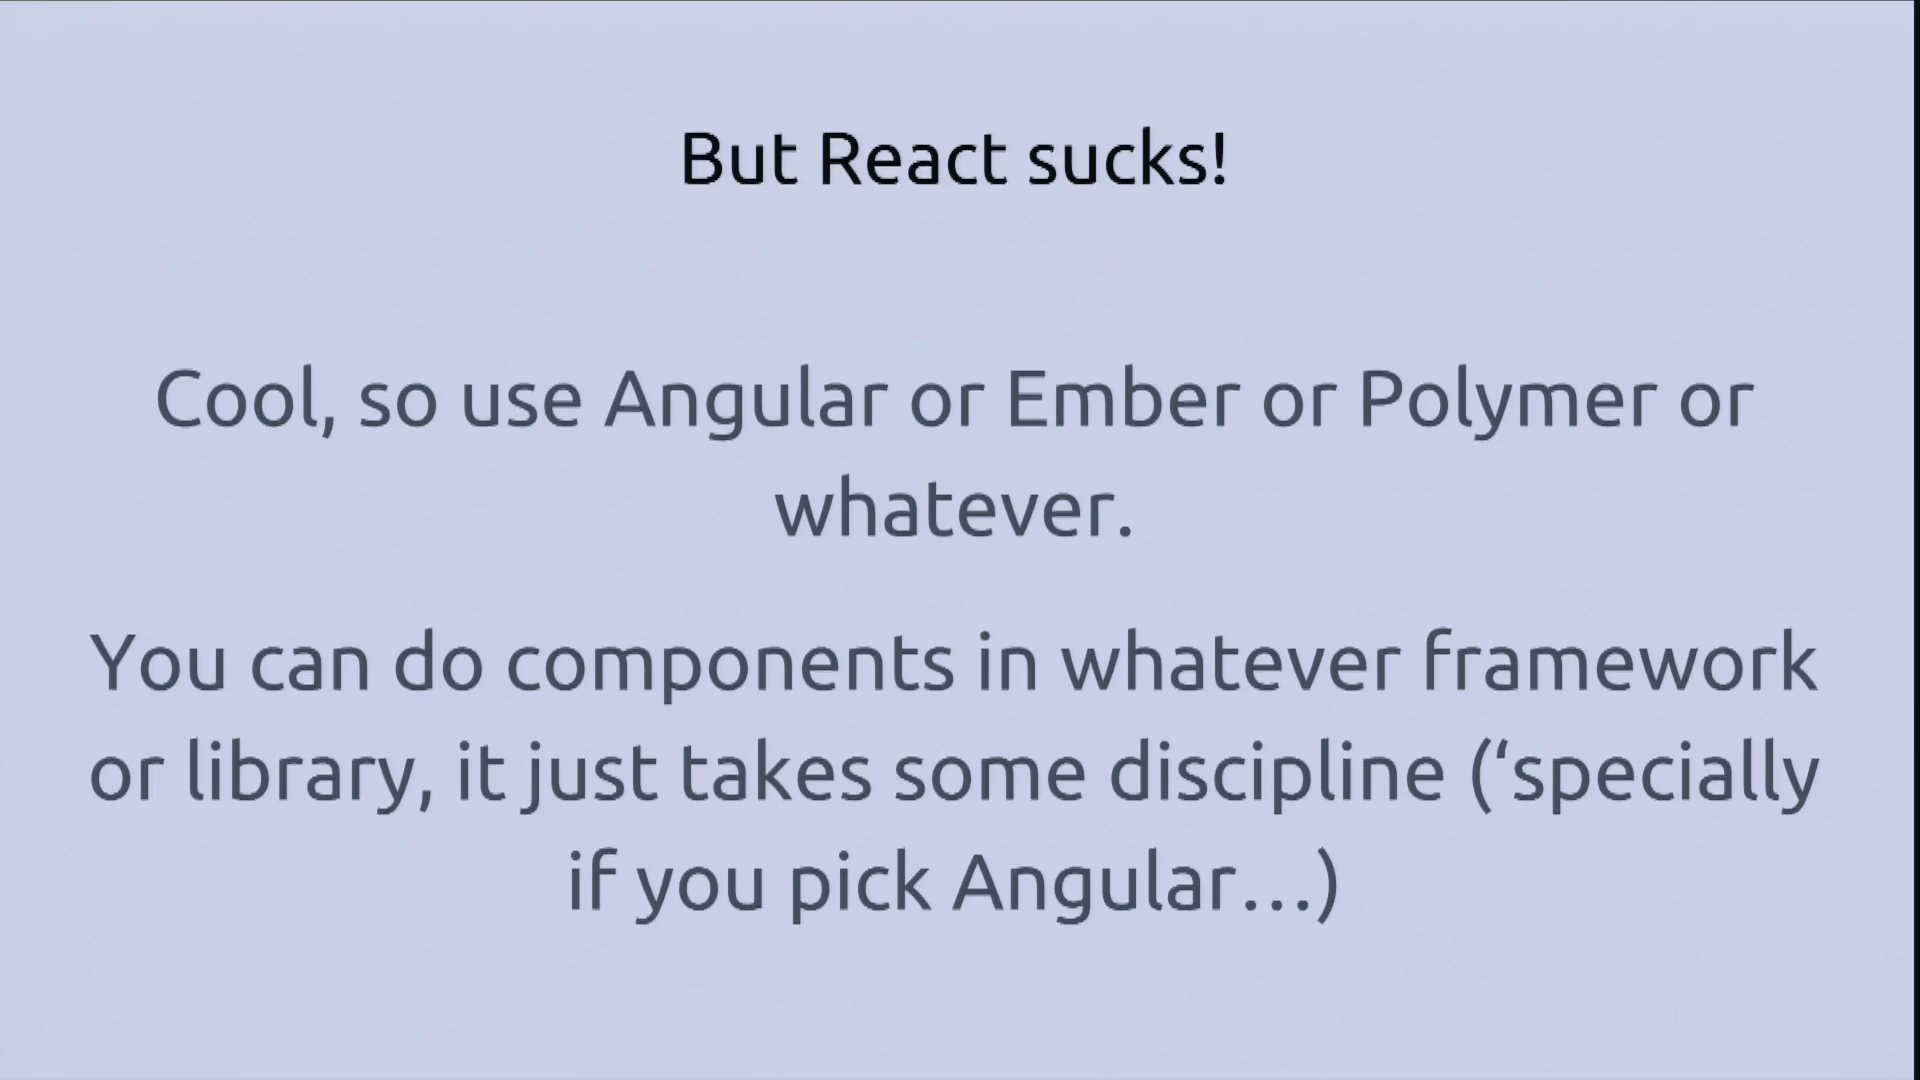 But React sucks!
Cool, so use Angular or Ember or Polymer or
whatever.
You can do components in whatever framework
or library, it just takes some discipline (‘specially
if you pick Angular...)